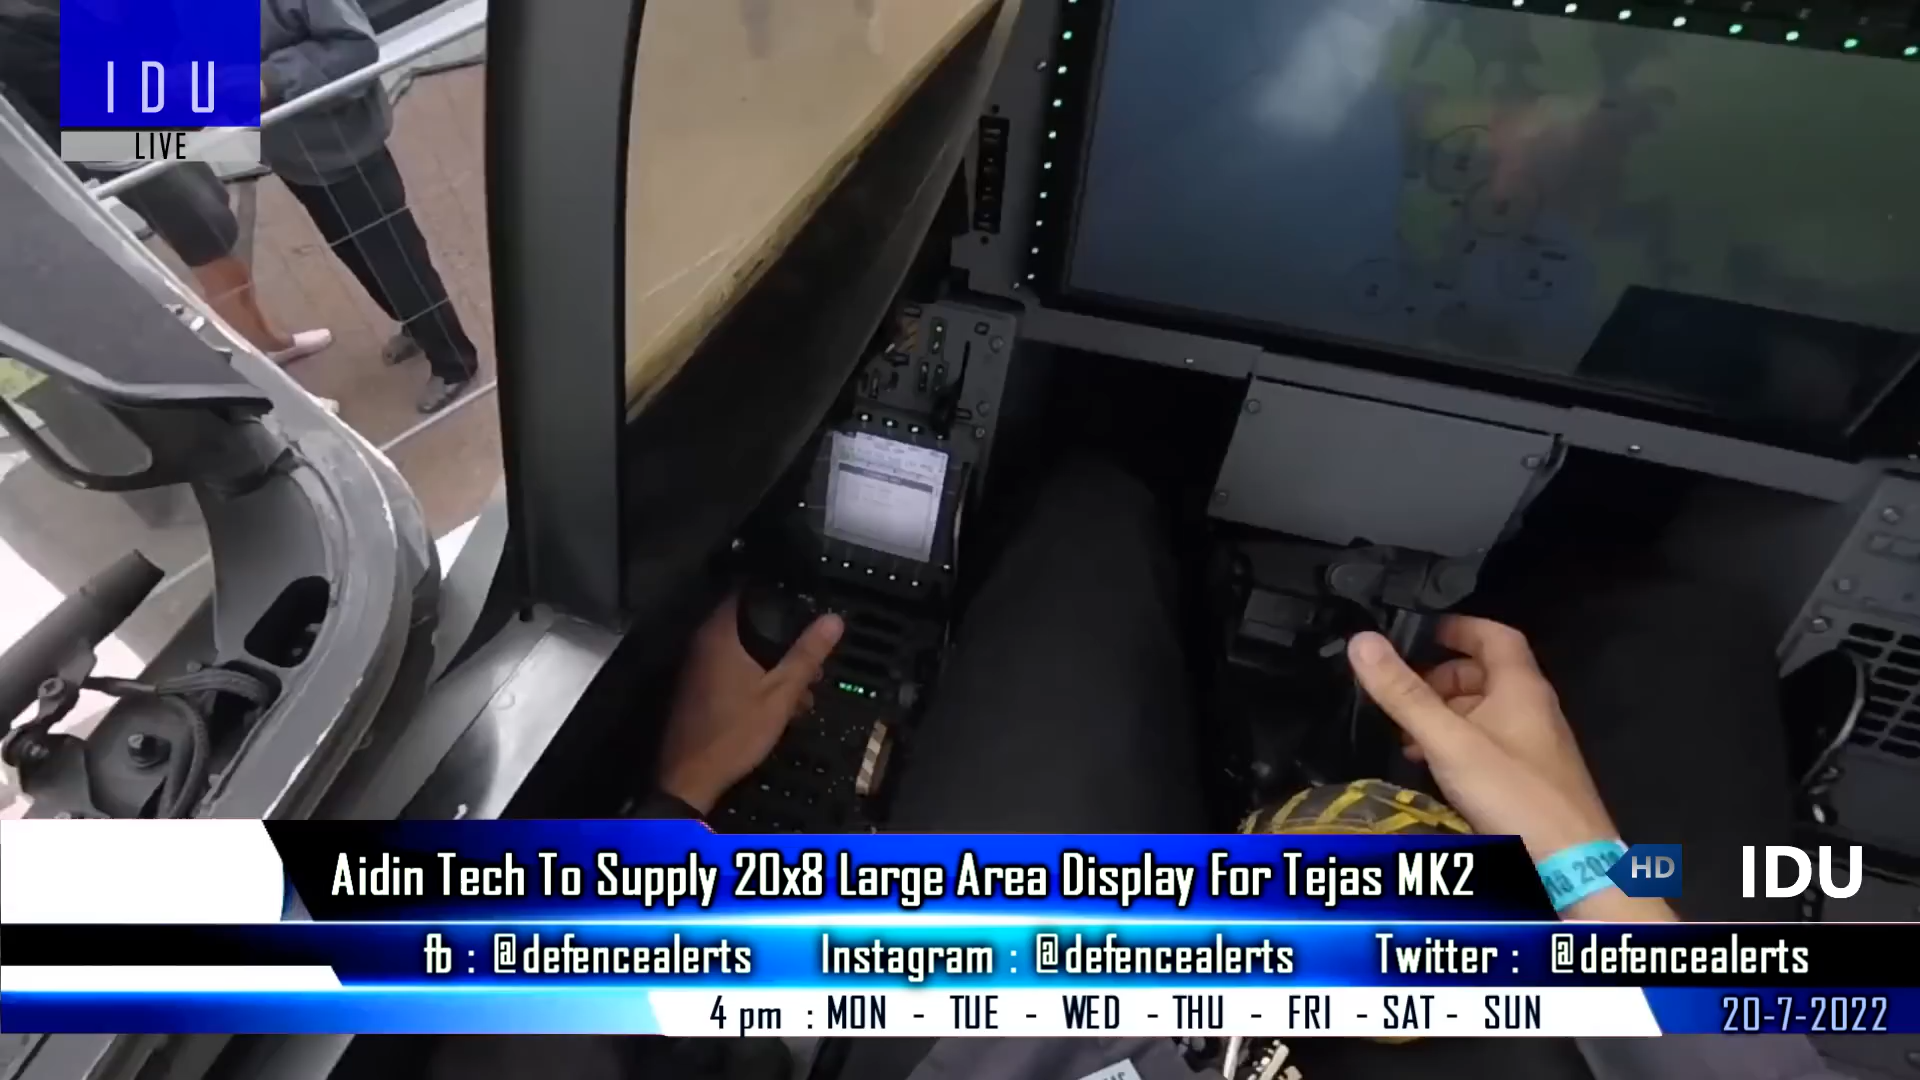 IDU
LIVE
Aidin Tech To Supply 20x8 Large Area Display For Tejas MK2
HD
IDU
fb : @defencealerts Instagram : @defencealerts Twitter : @defencealerts
4 pm : MON - TUE - WED - THU - FRI - SAT - SUN
20-7-2022